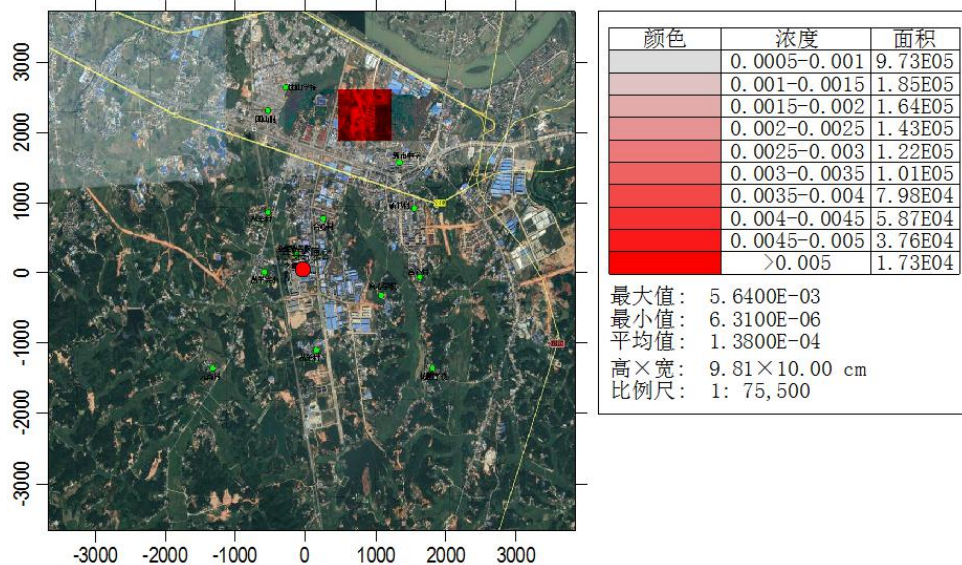 颜色 浓度 面积
0.0005-0.001 9.73E05
0.001-0.0015 1.85E05
0.0015-0.002 1.64E05
0.002-0.0025 1.43E05
0.0025-0.003 1.22E05
0.003-0.0035 1.01E05
0.0035-0.004 7.98E04
0.004-0.0045 5.87E04
0.0045-0.005 3.76E04
>0.005 1.73E04
最大值: 5.6400E-03
最小值: 6.3100E-06
平均值: 1.3800E-04
高×宽: 9.81×10.00 cm
比例尺: 1: 75,500
3000
2000
1000
0
-1000
-2000
-3000
-3000 -2000 -1000 0 1000 2000 3000